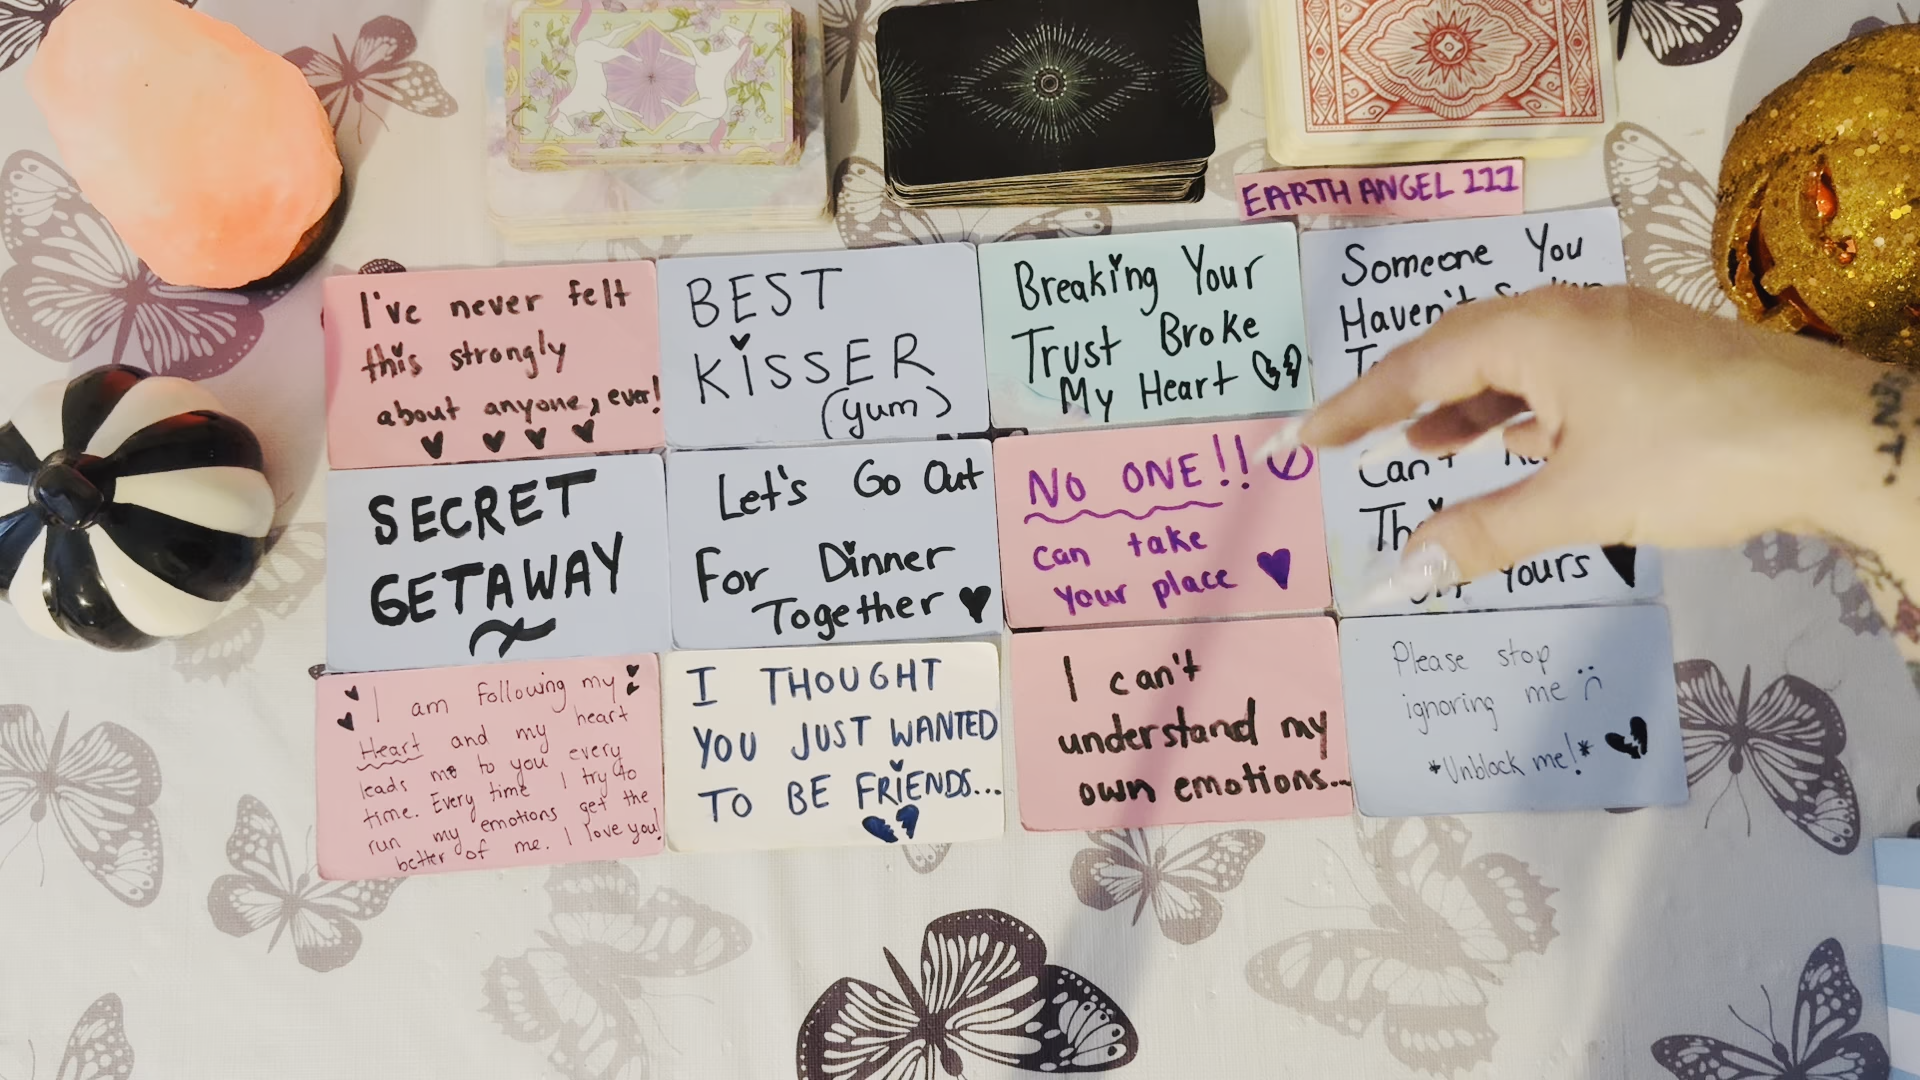 EARTH ANGEL 111
I've never felt
this strongly
about anyone, ever!
BEST
KISSER
(yum)
Breaking Your
Trust Broke
My Heart
Someone You
Haven't
SECRET
GETAWAY
Let's Go Out
For Dinner
Together
NO ONE!!
can take
your place
Can't
Yours
I am following my
Heart and my heart
leads me to you every
time. Every time I try to
run my emotions get the
better of me. I love you!
I THOUGHT
YOU JUST WANTED
TO BE FRIENDS...
I can't
understand my
own emotions...
Please stop
ignoring me :(
*Unblock me!*